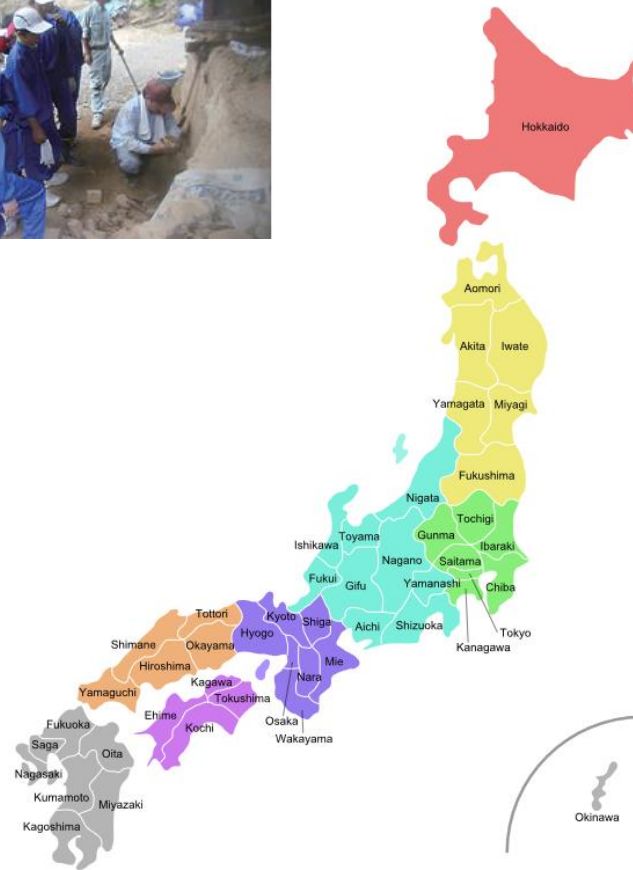 Hokkaido
Aomori
Akita
Iwate
Yamagata
Miyagi
Fukushima
Nigata
Tochigi
Gunma
Ibaraki
Ishikawa
Toyama
Nagano
Saitama
Fukui
Gifu
Yamanashi
Chiba
Tokyo
Kanagawa
Aichi
Shizuoka
Kyoto
Shiga
Hyogo
Mie
Nara
Osaka
Wakayama
Tottori
Shimane
Okayama
Hiroshima
Yamaguchi
Kagawa
Tokushima
Ehime
Kochi
Fukuoka
Saga
Oita
Nagasaki
Kumamoto
Miyazaki
Kagoshima
Okinawa